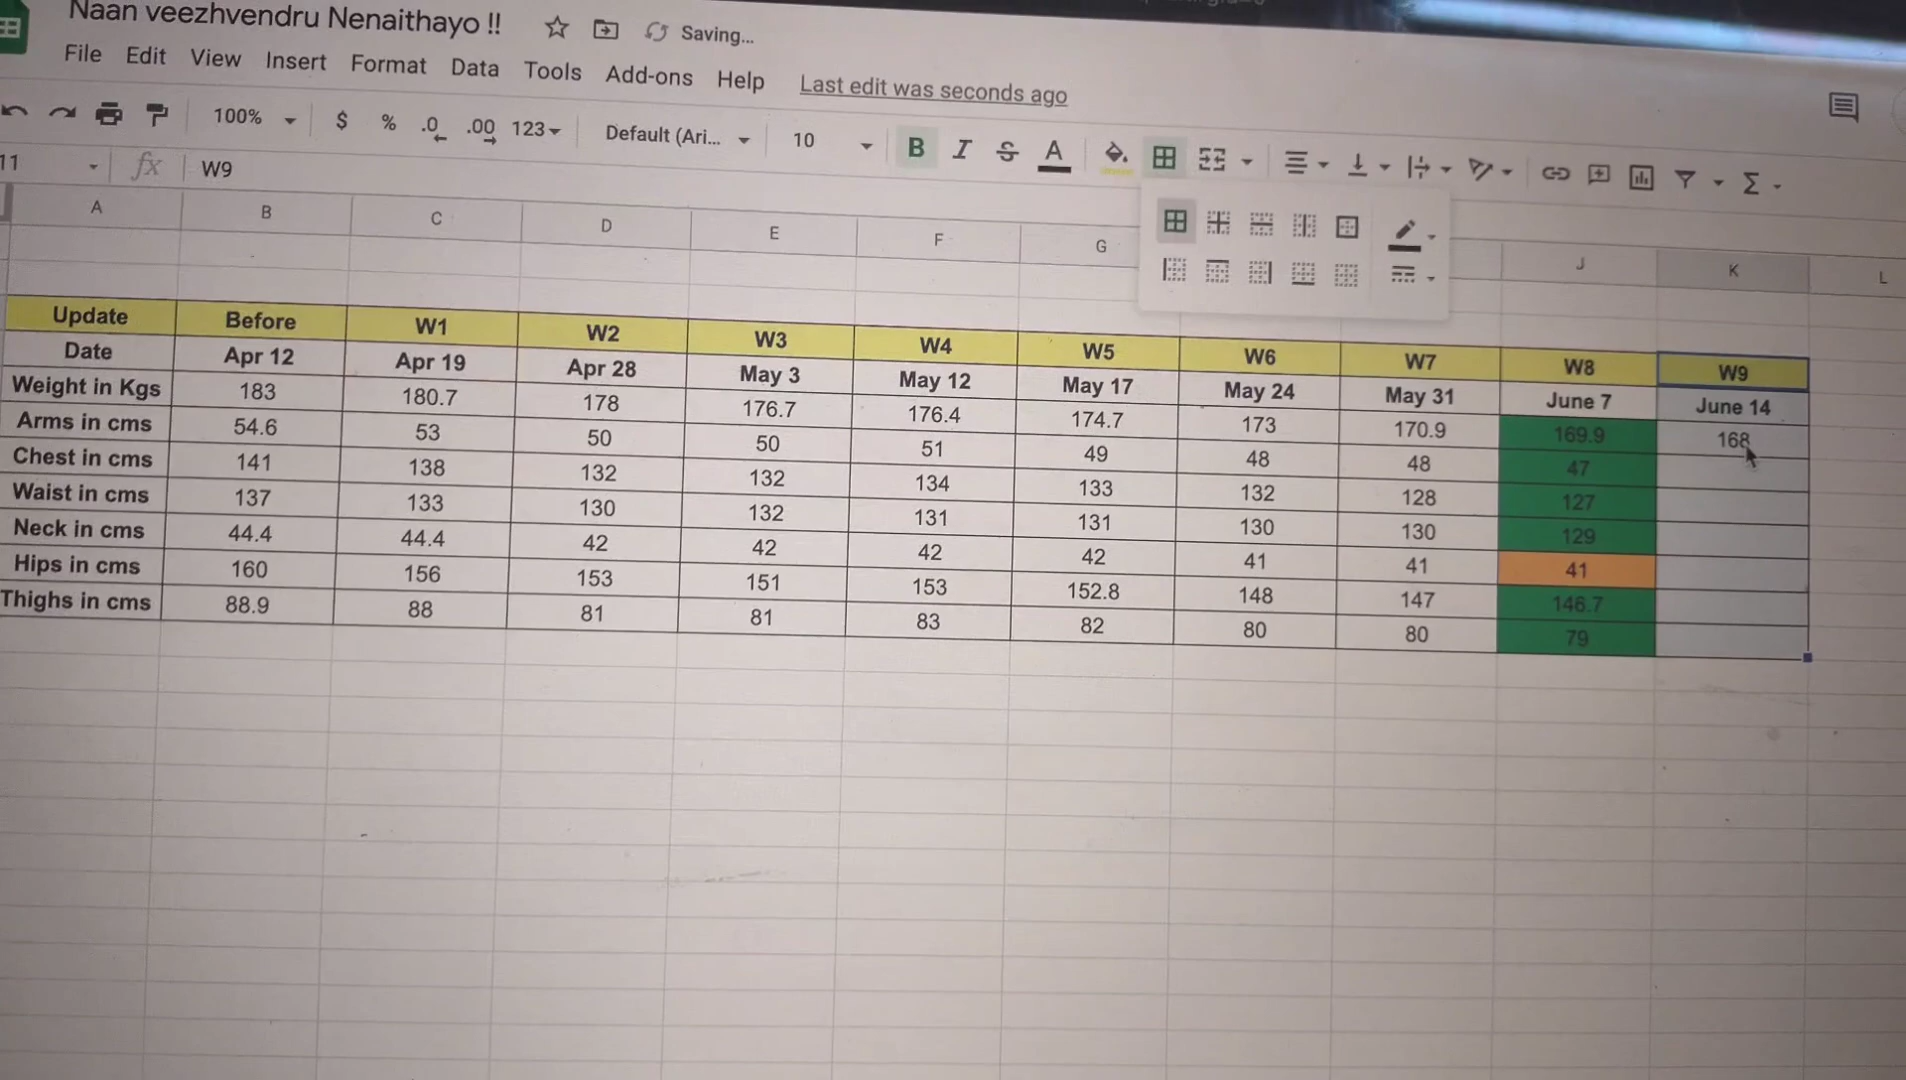 Naan veezhvendru Nenaithayo !! Saving...
File Edit View Insert Format Data Tools Add-ons Help Last edit was seconds ago
100% $ % .0 .00 123 Default (Ari... 10 B I S A
11 fx W9
A B C D E F G J K L
Update Before W1 W2 W3 W4 W5 W6 W7 W8 W9
Date Apr 12 Apr 19 Apr 28 May 3 May 12 May 17 May 24 May 31 June 7 June 14
Weight in Kgs 183 180.7 178 176.7 176.4 174.7 173 170.9 169.9 168
Arms in cms 54.6 53 50 50 51 49 48 48 47
Chest in cms 141 138 132 132 134 133 132 128 127
Waist in cms 137 133 130 132 131 131 130 130 129
Neck in cms 44.4 44.4 42 42 42 42 41 41 41
Hips in cms 160 156 153 151 153 152.8 148 147 146.7
Thighs in cms 88.9 88 81 81 83 82 80 80 79